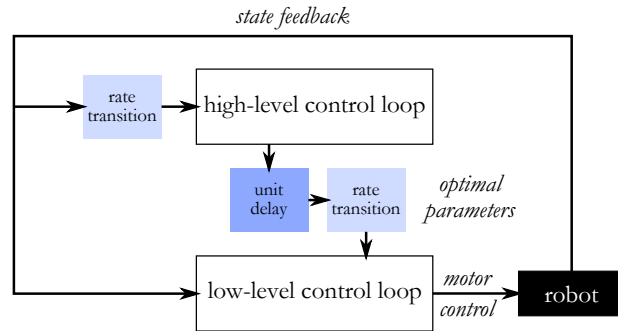 state feedback
rate
transition
high-level control loop
unit
delay
rate
transition
optimal
parameters
low-level control loop
motor
control
robot